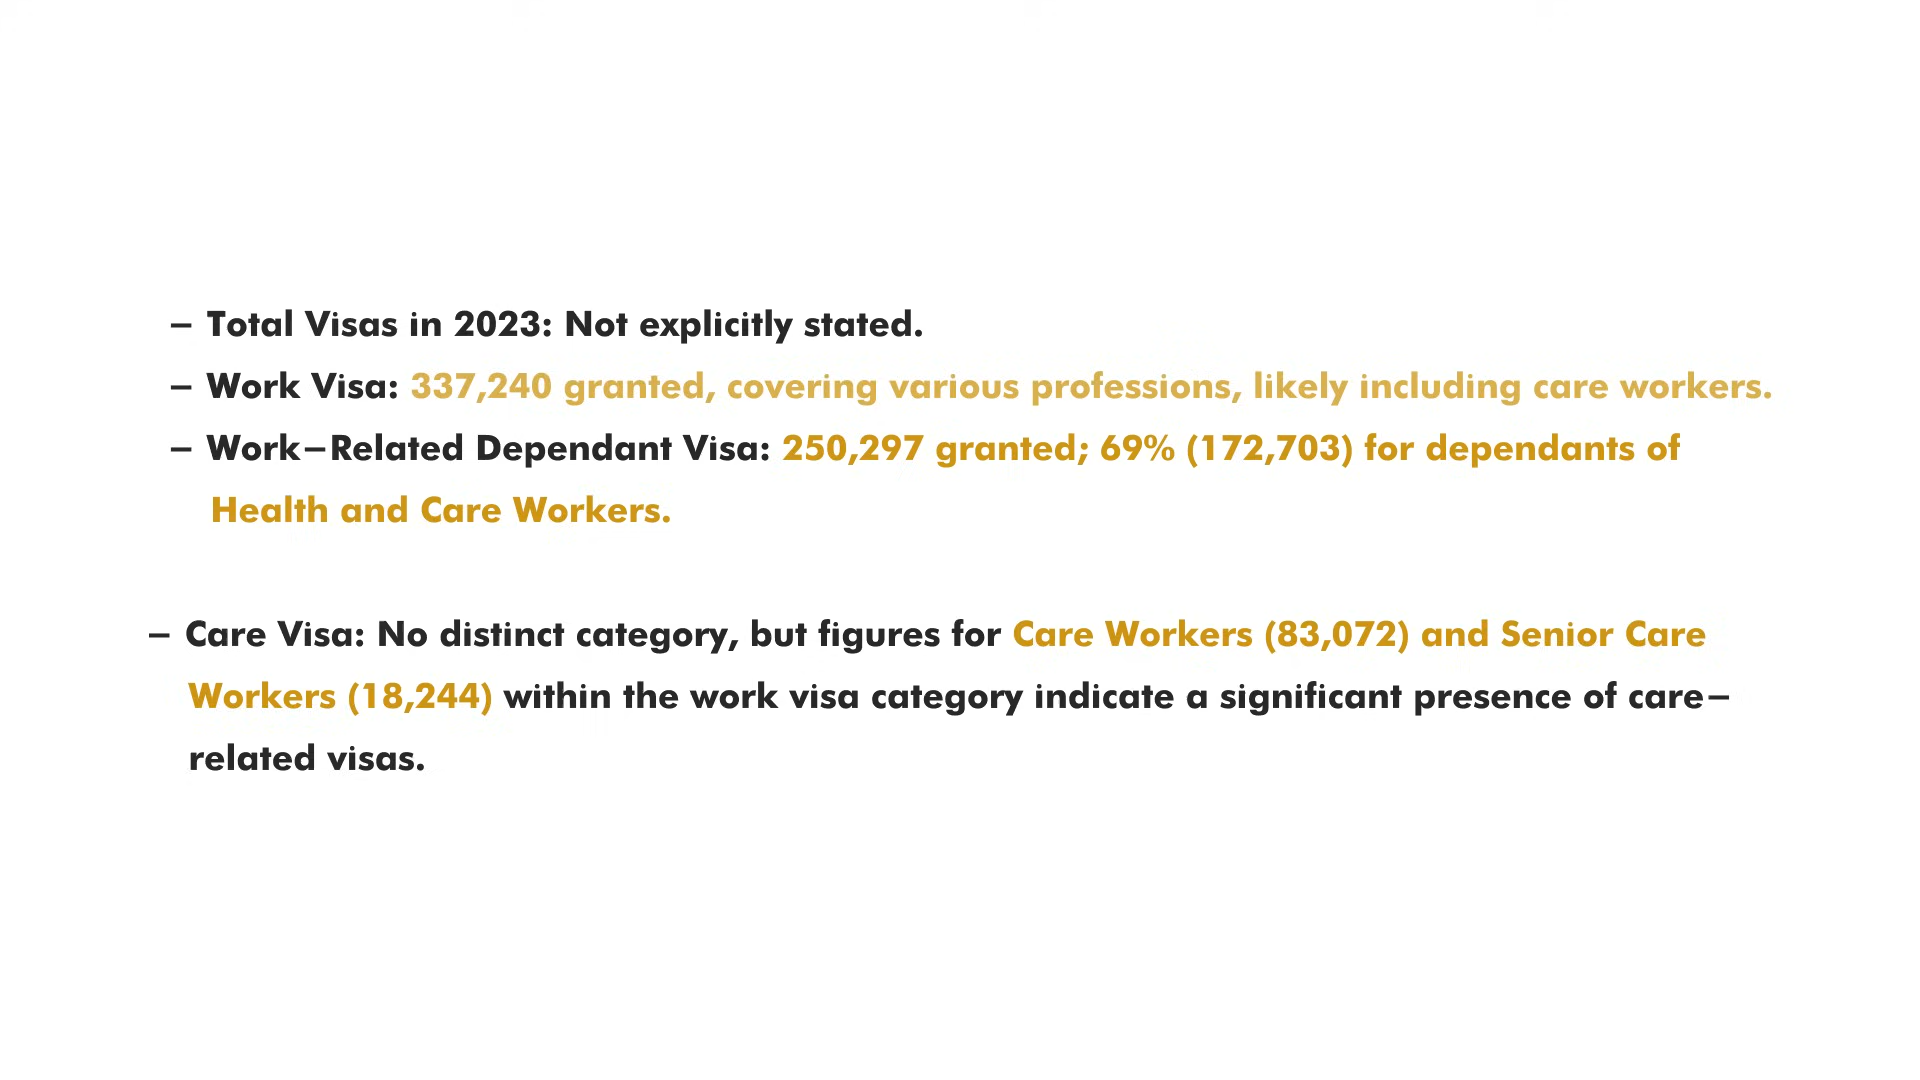 – Total Visas in 2023: Not explicitly stated.
– Work Visa: 337,240 granted, covering various professions, likely including care workers.
– Work–Related Dependant Visa: 250,297 granted; 69% (172,703) for dependants of
Health and Care Workers.
– Care Visa: No distinct category, but figures for Care Workers (83,072) and Senior Care
Workers (18,244) within the work visa category indicate a significant presence of care–
related visas.